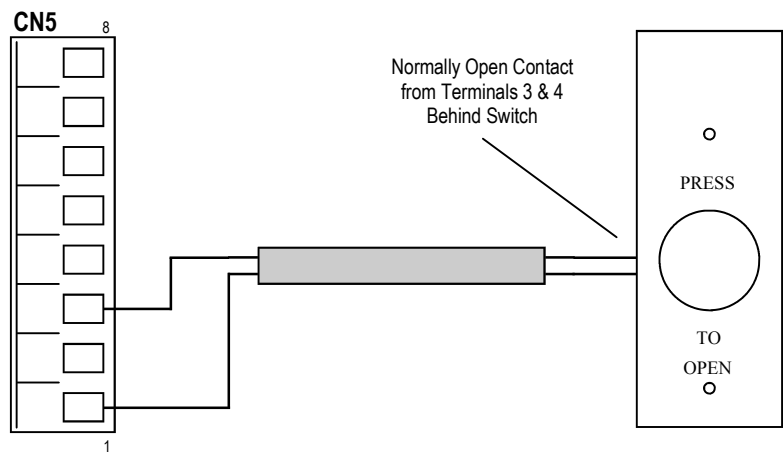 CN5
8
Normally Open Contact
from Terminals 3 & 4
Behind Switch
PRESS
TO
OPEN
1